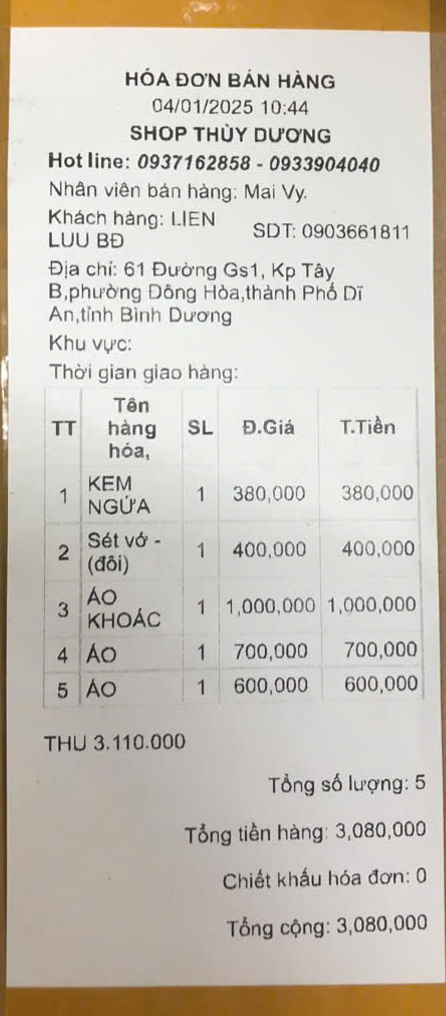 HÓA ĐƠN BÁN HÀNG
04/01/2025 10:44
SHOP THÙY DƯƠNG
Hot line: 0937162858 - 0933904040
Nhân viên bán hàng: Mai Vy.
Khách hàng: LIEN LUU BĐ SDT: 0903661811
Địa chỉ: 61 Đường Gs1, Kp Tây
B,phường Đông Hòa,thành Phố Dĩ
An,tỉnh Bình Dương
Khu vực:
Thời gian giao hàng:
TT Tên hàng hóa, SL Đ.Giá T.Tiền
1 KEM NGỨA 1 380,000 380,000
2 Sét vớ - (đôi) 1 400,000 400,000
3 ÁO KHOÁC 1 1,000,000 1,000,000
4 ÁO 1 700,000 700,000
5 ÁO 1 600,000 600,000
THU 3.110.000
Tổng số lượng: 5
Tổng tiền hàng: 3,080,000
Chiết khấu hóa đơn: 0
Tổng cộng: 3,080,000